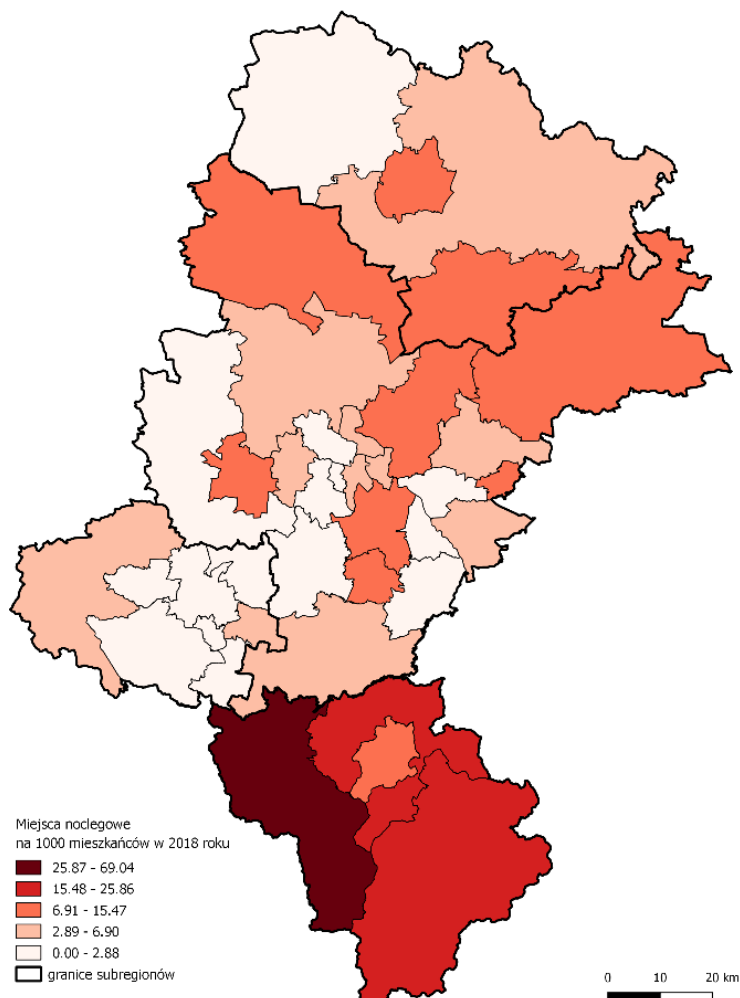 Miejsca noclegowe
na 1000 mieszkańców w 2018 roku
25.87 - 69.04
15.48 - 25.86
6.91 - 15.47
2.89 - 6.90
0.00 - 2.88
granice subregionów
0 10 20 km